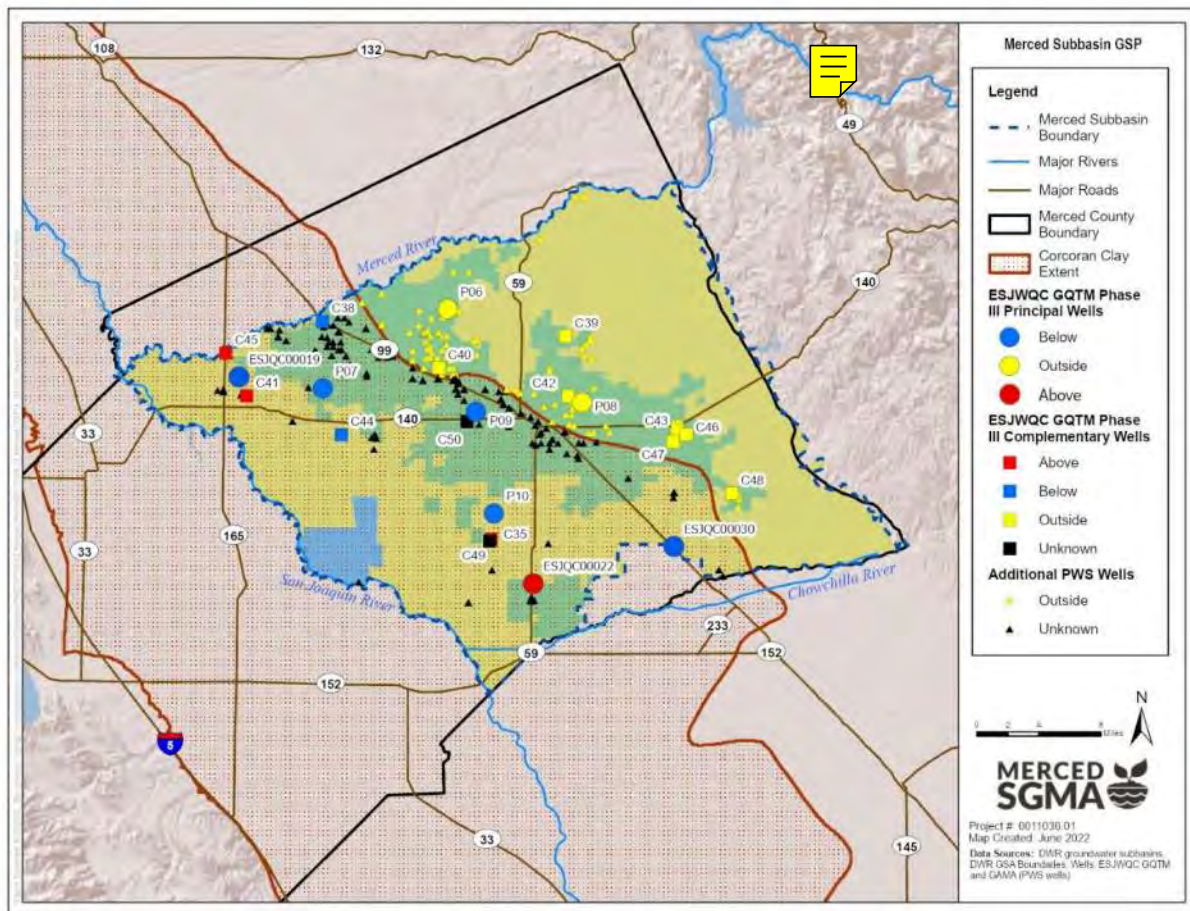 Merced Subbasin GSP
Legend
Merced Subbasin
Boundary
Major Rivers
Major Roads
Merced County
Boundary
Corcoran Clay
Extent
ESJWQC GQTM Phase
III Principal Wells
Below
Outside
Above
ESJWQC GQTM Phase
III Complementary Wells
Above
Below
Outside
Unknown
Additional PWS Wells
Outside
Unknown
N
0 2 4 8
Miles
MERCED
SGMA
Project #: 0011036.01
Map Created: June 2022
Data Sources: DWR groundwater subbasins,
DWR GSA Boundaries, Wells: ESJWQC GQTM
and GAMA (PWS wells)
108
132
49
Merced River
59
140
P06
C38
C39
C45
99
ESJQC00019
C40
P07
C41
C42
P08
33
140
C44
P09
C43
C46
C50
C47
C48
P10
ESJQC00030
165
C35
33
C49
ESJQC00022
San Joaquin River
Chowchilla River
233
59
152
152
5
33
145